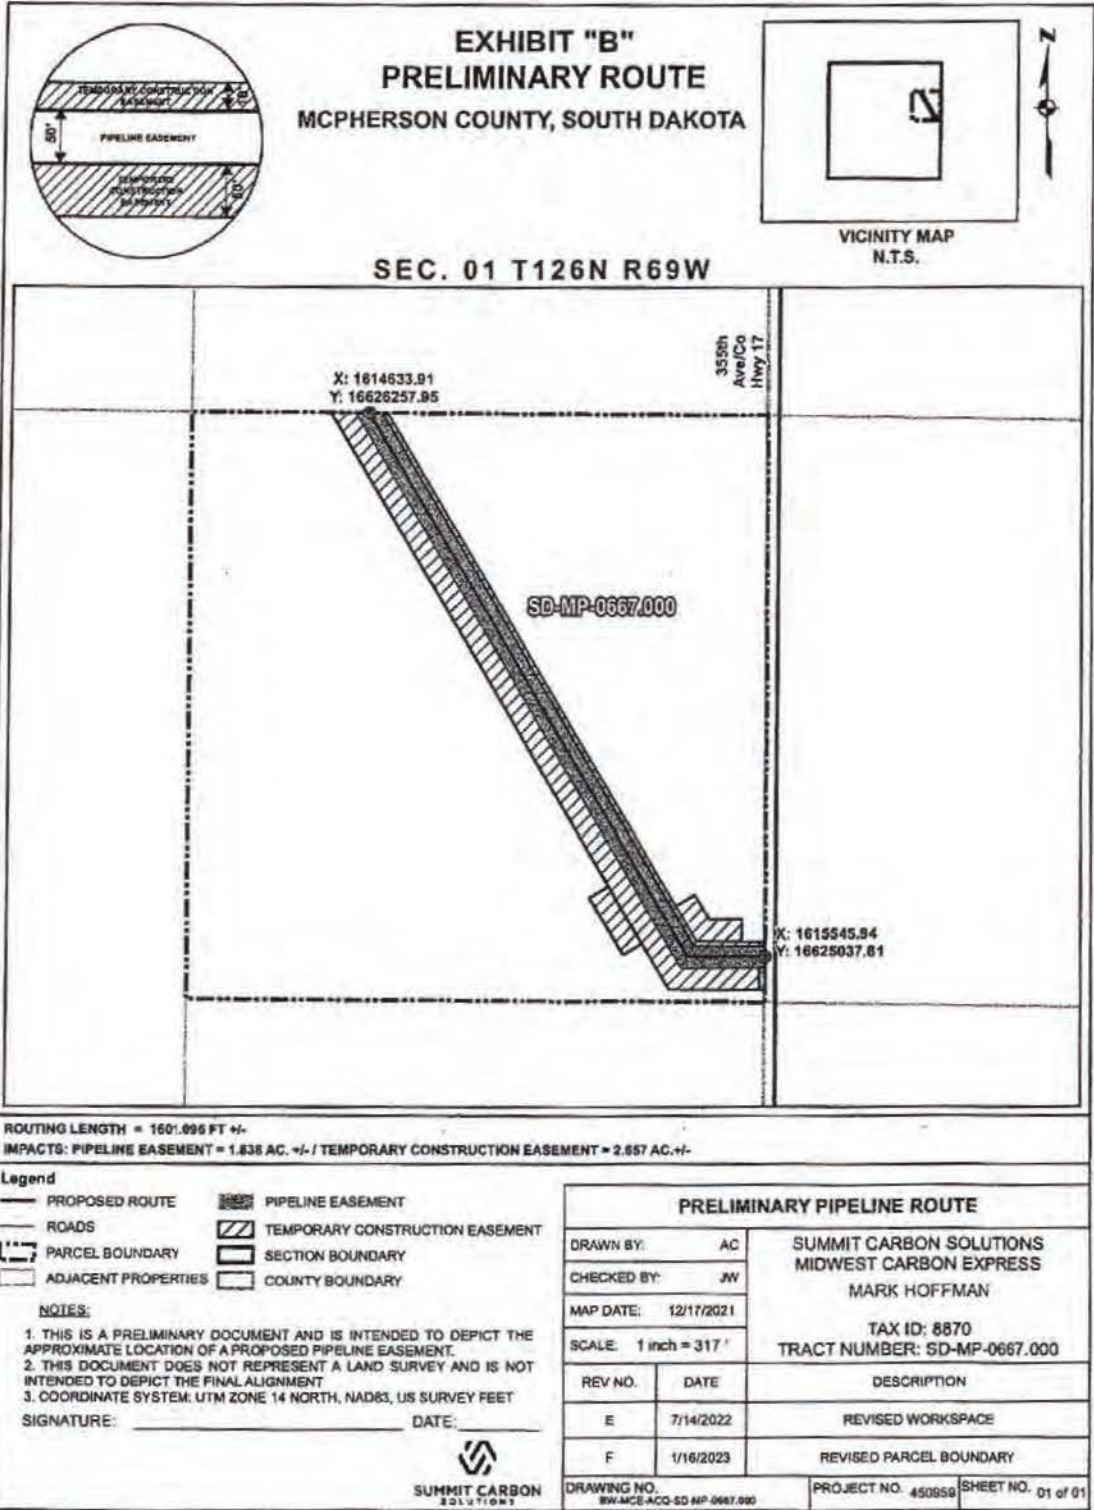 EXHIBIT "B"
PRELIMINARY ROUTE
MCPHERSON COUNTY, SOUTH DAKOTA
TEMPORARY CONSTRUCTION
EASEMENT
50'
PIPELINE EASEMENT
CONSTRUCTION
EASEMENT
50'
N
VICINITY MAP
N.T.S.
SEC. 01 T126N R69W
355th
Ave/Co
Hwy 17
X: 1614633.91
Y: 16626257.95
SD-MP-0667.000
X: 1615545.94
Y: 16625037.81
ROUTING LENGTH = 1601.096 FT +/-
IMPACTS: PIPELINE EASEMENT = 1.838 AC. +/- / TEMPORARY CONSTRUCTION EASEMENT = 2.657 AC.+/-
Legend
PROPOSED ROUTE
ROADS
PARCEL BOUNDARY
ADJACENT PROPERTIES
PIPELINE EASEMENT
TEMPORARY CONSTRUCTION EASEMENT
SECTION BOUNDARY
COUNTY BOUNDARY
NOTES:
1. THIS IS A PRELIMINARY DOCUMENT AND IS INTENDED TO DEPICT THE
APPROXIMATE LOCATION OF A PROPOSED PIPELINE EASEMENT.
2. THIS DOCUMENT DOES NOT REPRESENT A LAND SURVEY AND IS NOT
INTENDED TO DEPICT THE FINAL ALIGNMENT
3. COORDINATE SYSTEM: UTM ZONE 14 NORTH, NAD83, US SURVEY FEET
SIGNATURE: DATE:
SUMMIT CARBON
SOLUTIONS
PRELIMINARY PIPELINE ROUTE
DRAWN BY: AC
CHECKED BY: JW
MAP DATE: 12/17/2021
SCALE: 1 inch = 317 '
SUMMIT CARBON SOLUTIONS
MIDWEST CARBON EXPRESS
MARK HOFFMAN
TAX ID: 8870
TRACT NUMBER: SD-MP-0667.000
REV NO. DATE DESCRIPTION
E 7/14/2022 REVISED WORKSPACE
F 1/16/2023 REVISED PARCEL BOUNDARY
DRAWING NO.
BW-MCE-ACQ-SD-MP-0667.000
PROJECT NO. 450959
SHEET NO. 01 of 01